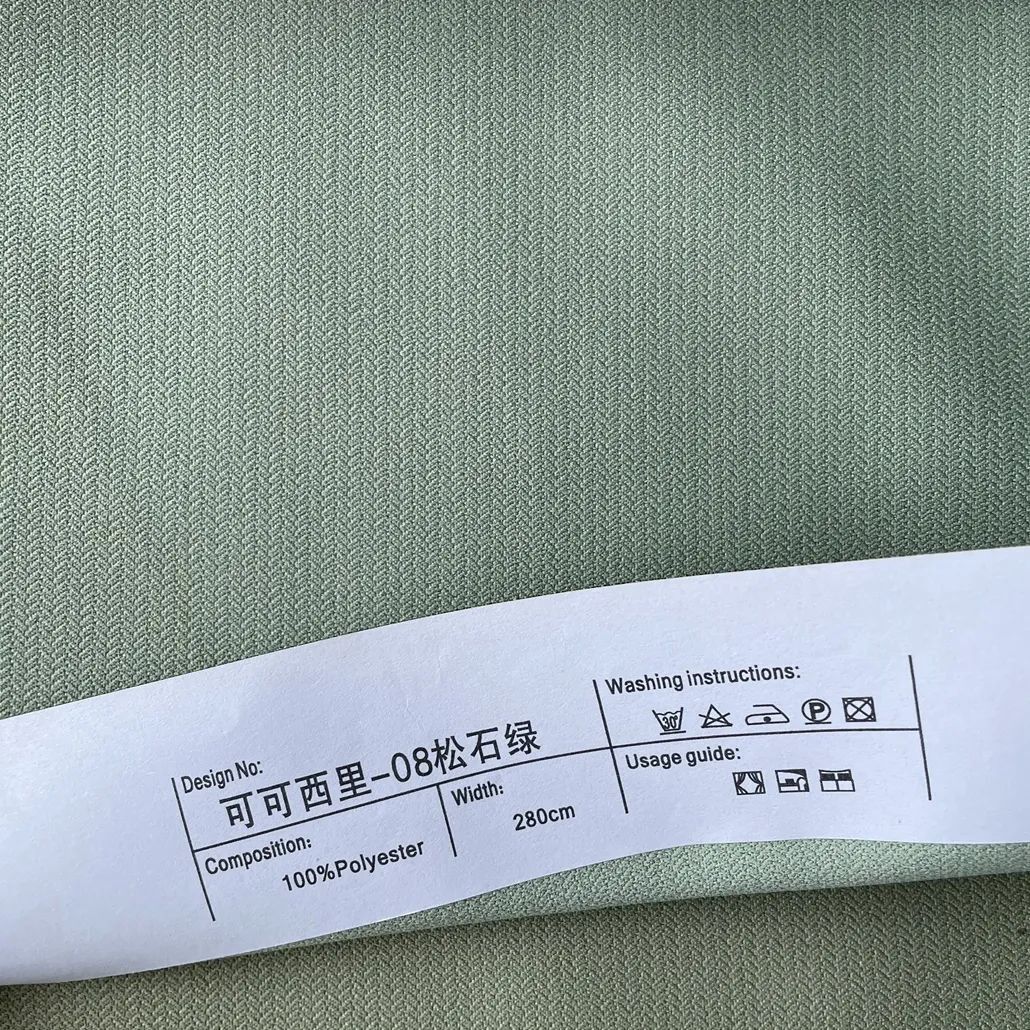 Design No:
可可西里-08松石绿
Composition:
100%Polyester
Width:
280cm
Washing instructions:
30°
P
Usage guide: